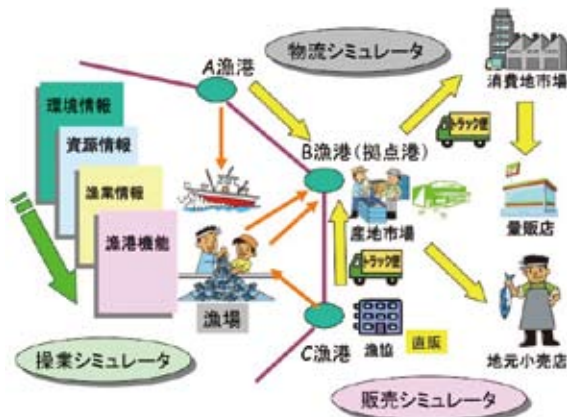 物流シミュレータ
A漁港
消費地市場
環境情報
資源情報
漁業情報
漁港機能
トラック便
B漁港(拠点港)
産地市場
量販店
トラック便
漁場
漁協
直販
C漁港
地元小売店
操業シミュレータ
販売シミュレータ